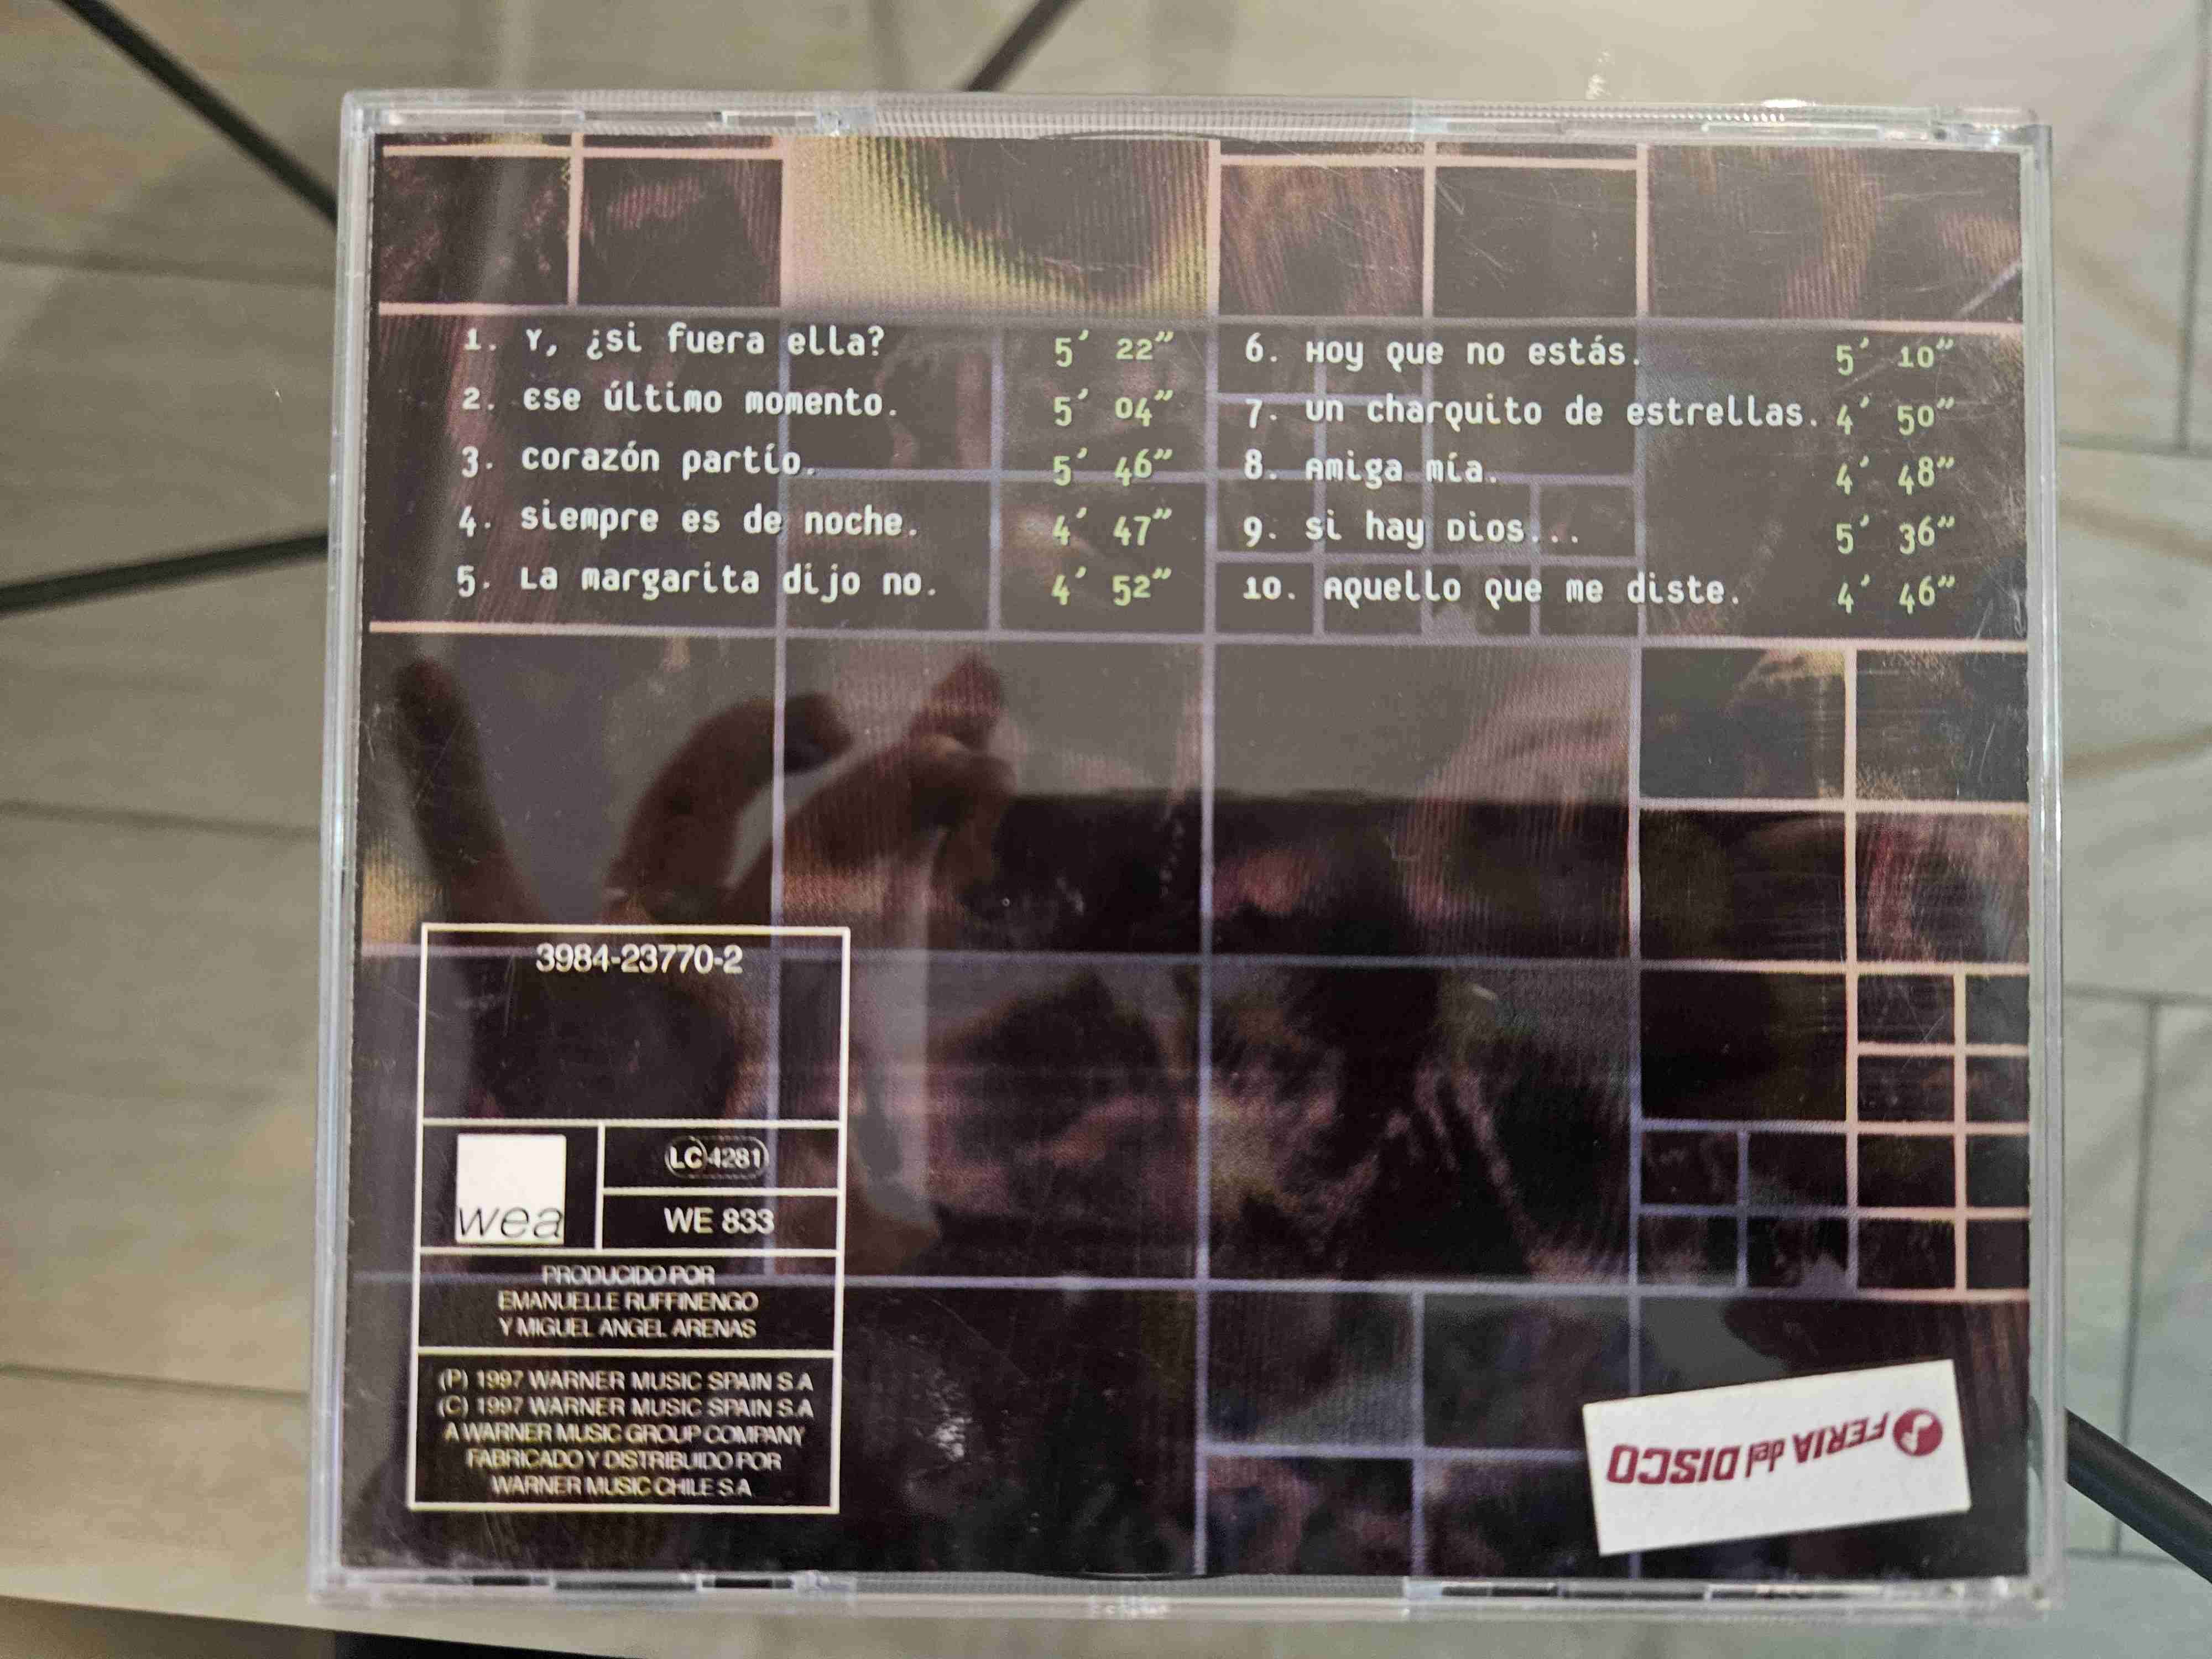 1. Y, ¿si fuera ella? 5' 22"
2. Ese último momento. 5' 04"
3. corazón partío. 5' 46"
4. siempre es de noche. 4' 47"
5. La margarita dijo no. 4' 52"
6. Hoy que no estás. 5' 10"
7. un charquito de estrellas. 4' 50"
8. Amiga mía. 4' 48"
9. si hay Dios... 5' 36"
10. Aquello que me diste. 4' 46"
3984-23770-2
wea
LC 4281
WE 833
PRODUCIDO POR
EMANUELLE RUFFINENGO
Y MIGUEL ANGEL ARENAS
(P) 1997 WARNER MUSIC SPAIN S.A
(C) 1997 WARNER MUSIC SPAIN S.A
A WARNER MUSIC GROUP COMPANY
FABRICADO Y DISTRIBUIDO POR
WARNER MUSIC CHILE S.A
FERIA del DISCO